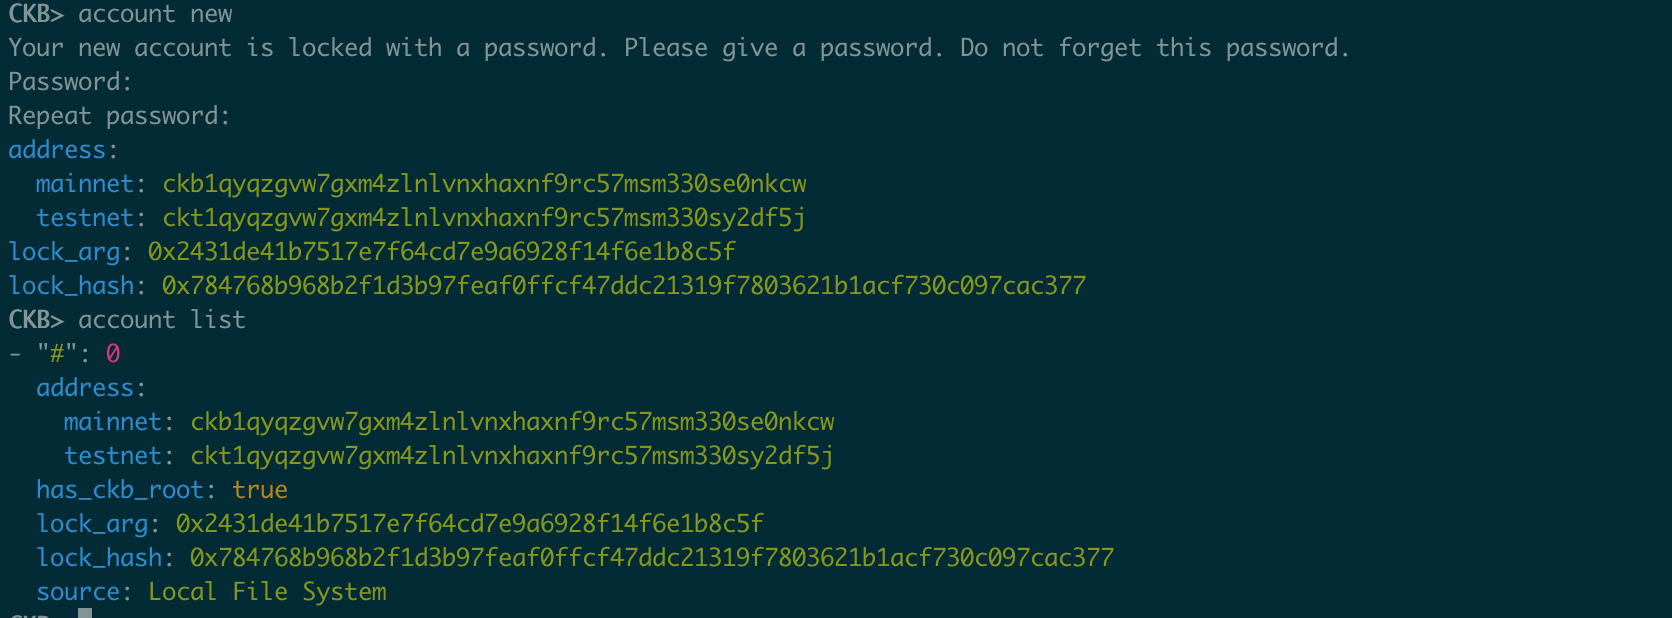 CKB> account new
Your new account is locked with a password. Please give a password. Do not forget this password.
Password:
Repeat password:
address:
  mainnet: ckb1qyqzgvw7gxm4zlnlvnxhaxnf9rc57msm330se0nkcw
  testnet: ckt1qyqzgvw7gxm4zlnlvnxhaxnf9rc57msm330sy2df5j
lock_arg: 0x2431de41b7517e7f64cd7e9a6928f14f6e1b8c5f
lock_hash: 0x784768b968b2f1d3b97feaf0ffcf47ddc21319f7803621b1acf730c097cac377
CKB> account list
- "#": 0
  address:
    mainnet: ckb1qyqzgvw7gxm4zlnlvnxhaxnf9rc57msm330se0nkcw
    testnet: ckt1qyqzgvw7gxm4zlnlvnxhaxnf9rc57msm330sy2df5j
  has_ckb_root: true
  lock_arg: 0x2431de41b7517e7f64cd7e9a6928f14f6e1b8c5f
  lock_hash: 0x784768b968b2f1d3b97feaf0ffcf47ddc21319f7803621b1acf730c097cac377
  source: Local File System
CKB>